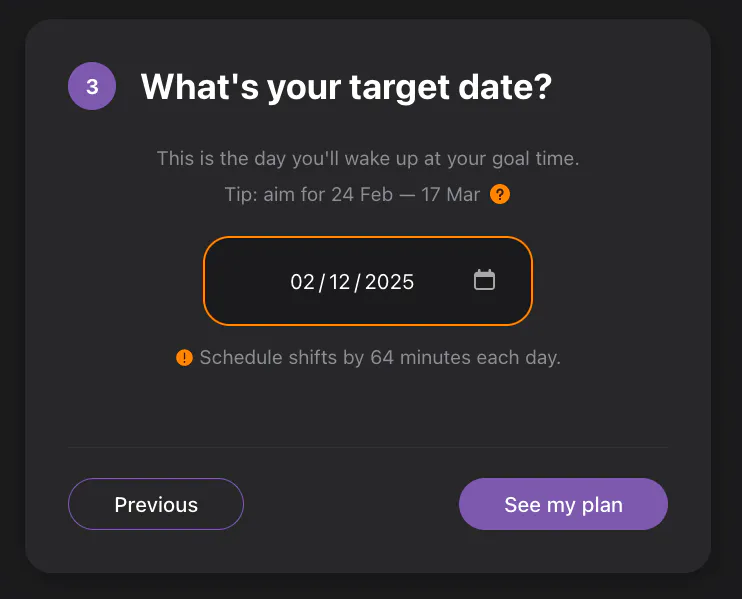 3 What's your target date?
This is the day you'll wake up at your goal time.
Tip: aim for 24 Feb — 17 Mar ?
02/12/2025
! Schedule shifts by 64 minutes each day.
Previous
See my plan